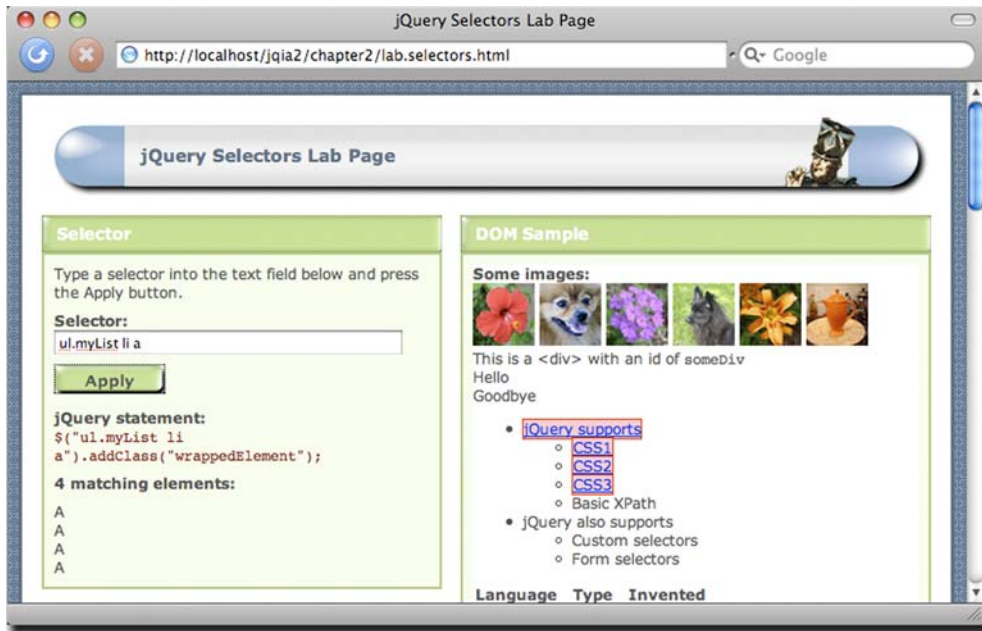 jQuery Selectors Lab Page
http://localhost/jqia2/chapter2/lab.selectors.html
Google
jQuery Selectors Lab Page
Selector
Type a selector into the text field below and press
the Apply button.
Selector:
ul.myList li a
Apply
jQuery statement:
$("ul.myList li
a").addClass("wrappedElement");
4 matching elements:
A
A
A
A
DOM Sample
Some images:
This is a <div> with an id of someDiv
Hello
Goodbye
jQuery supports
CSS1
CSS2
CSS3
Basic XPath
jQuery also supports
Custom selectors
Form selectors
Language Type Invented